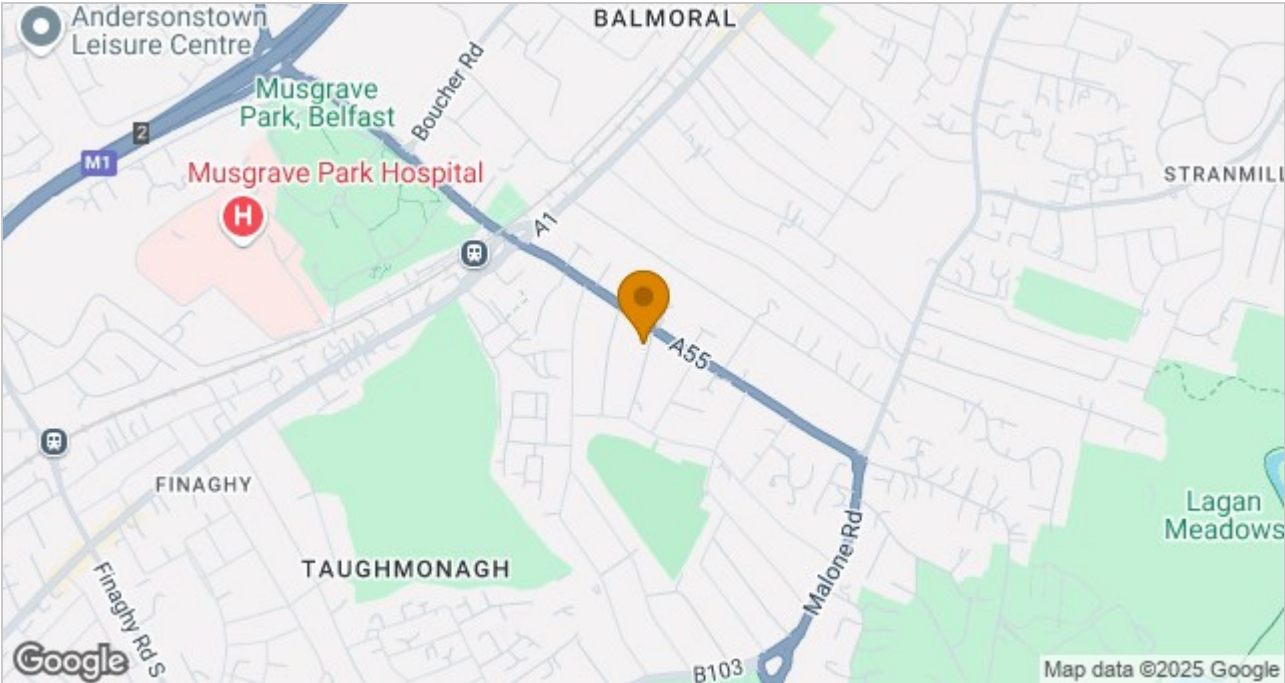 Andersonstown
Leisure Centre
BALMORAL
Musgrave
Park, Belfast
Boucher Rd
2
M1
Musgrave Park Hospital
H
STRANMILL
A1
A55
FINAGHY
TAUGHMONAGH
Lagan
Meadows
Malone Rd
Finaghy Rd S
B103
Google
Map data ©2025 Google